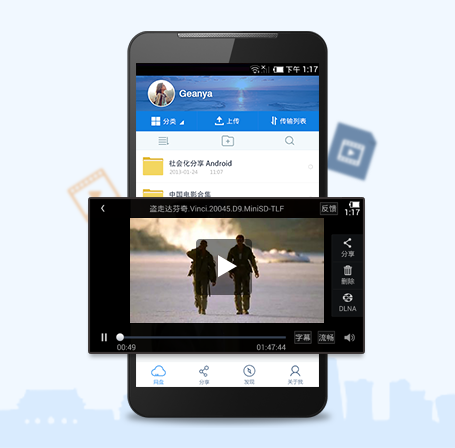 下午 1:17
Geanya
分类 上传 传输列表
社会化分享 Android
2013-01-24 11:07
中国电影合集
盗走达芬奇.Vinci.20045.D9.MiniSD-TLF 反馈 1:17
分享
删除
DLNA
字幕 流畅
00:49 01:47:44
网盘 分享 发现 关于我